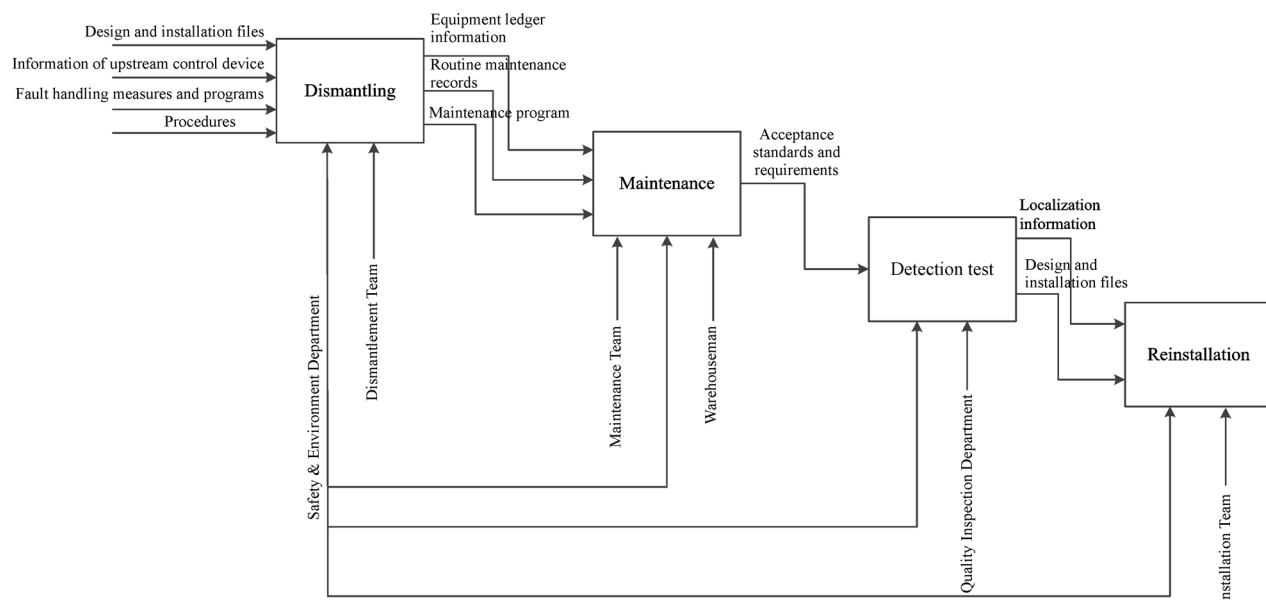 Design and installation files
Information of upstream control device
Fault handling measures and programs
Procedures
Dismantling
Equipment ledger
information
Routine maintenance
records
Maintenance program
Maintenance
Acceptance
standards and
requirements
Detection test
Localization
information
Design and
installation files
Reinstallation
Safety & Environment Department
Dismantlement Team
Maintenance Team
Warehouseman
Quality Inspection Department
nstallation Team